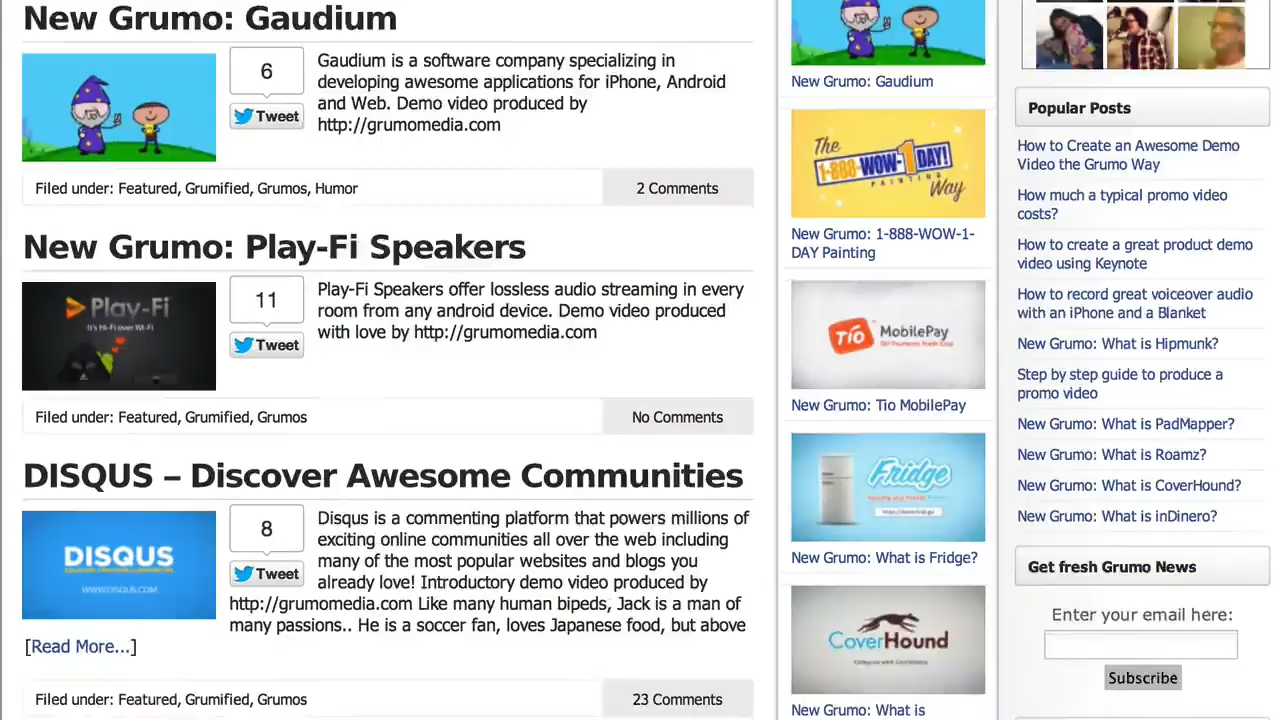 New Grumo: Gaudium
6
Tweet
Gaudium is a software company specializing in
developing awesome applications for iPhone, Android
and Web. Demo video produced by
http://grumomedia.com
Filed under: Featured, Grumified, Grumos, Humor
2 Comments
New Grumo: Play-Fi Speakers
Play-Fi
It's Hi-Fi over Wi-Fi
11
Tweet
Play-Fi Speakers offer lossless audio streaming in every
room from any android device. Demo video produced
with love by http://grumomedia.com
Filed under: Featured, Grumified, Grumos
No Comments
DISQUS – Discover Awesome Communities
DISQUS
WWW.DISQUS.COM
8
Tweet
Disqus is a commenting platform that powers millions of
exciting online communities all over the web including
many of the most popular websites and blogs you
already love! Introductory demo video produced by
http://grumomedia.com Like many human bipeds, Jack is a man of
many passions.. He is a soccer fan, loves Japanese food, but above
[Read More...]
Filed under: Featured, Grumified, Grumos
23 Comments
New Grumo: Gaudium
The
1-888-WOW-1DAY!
PAINTING
Way
New Grumo: 1-888-WOW-1-
DAY Painting
Tio
MobilePay
New Grumo: Tio MobilePay
Fridge
New Grumo: What is Fridge?
CoverHound
New Grumo: What is
Popular Posts
How to Create an Awesome Demo
Video the Grumo Way
How much a typical promo video
costs?
How to create a great product demo
video using Keynote
How to record great voiceover audio
with an iPhone and a Blanket
New Grumo: What is Hipmunk?
Step by step guide to produce a
promo video
New Grumo: What is PadMapper?
New Grumo: What is Roamz?
New Grumo: What is CoverHound?
New Grumo: What is inDinero?
Get fresh Grumo News
Enter your email here:
Subscribe